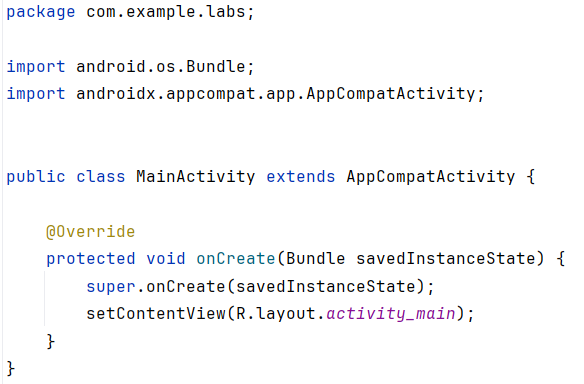 package com.example.labs;
import android.os.Bundle;
import androidx.appcompat.app.AppCompatActivity;
public class MainActivity extends AppCompatActivity {
@Override
protected void onCreate(Bundle savedInstanceState) {
super.onCreate(savedInstanceState);
setContentView(R.layout.activity_main);
}
}